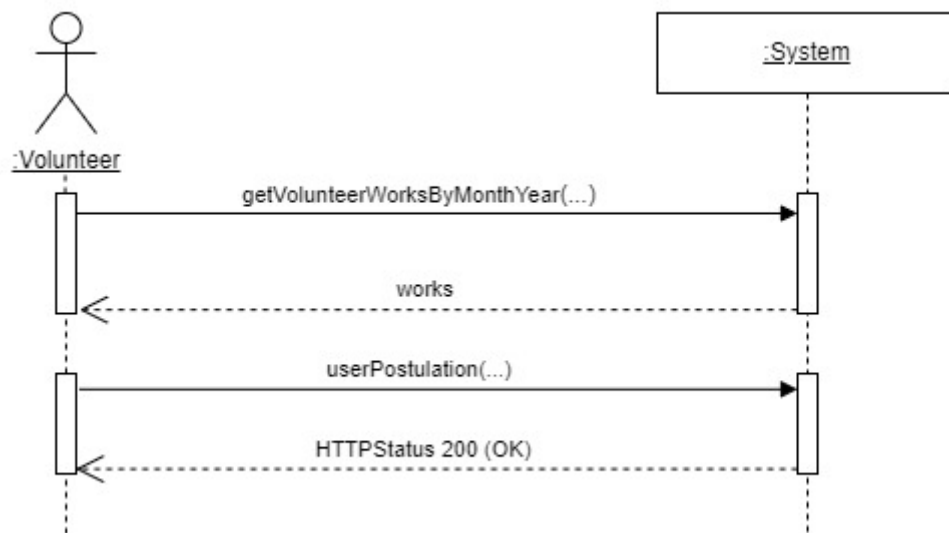 :System
:Volunteer
getVolunteerWorksByMonthYear(...)
works
userPostulation(...)
HTTPStatus 200 (OK)